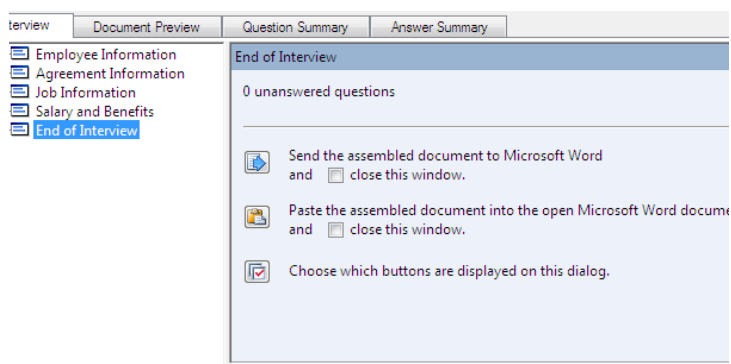 Document Preview
Question Summary
Answer Summary
Employee Information
Agreement Information
Job Information
Salary and Benefits
End of Interview
End of Interview
0 unanswered questions
Send the assembled document to Microsoft Word
and close this window.
Paste the assembled document into the open Microsoft Word
and close this window.
Choose which buttons are displayed on this dialog.